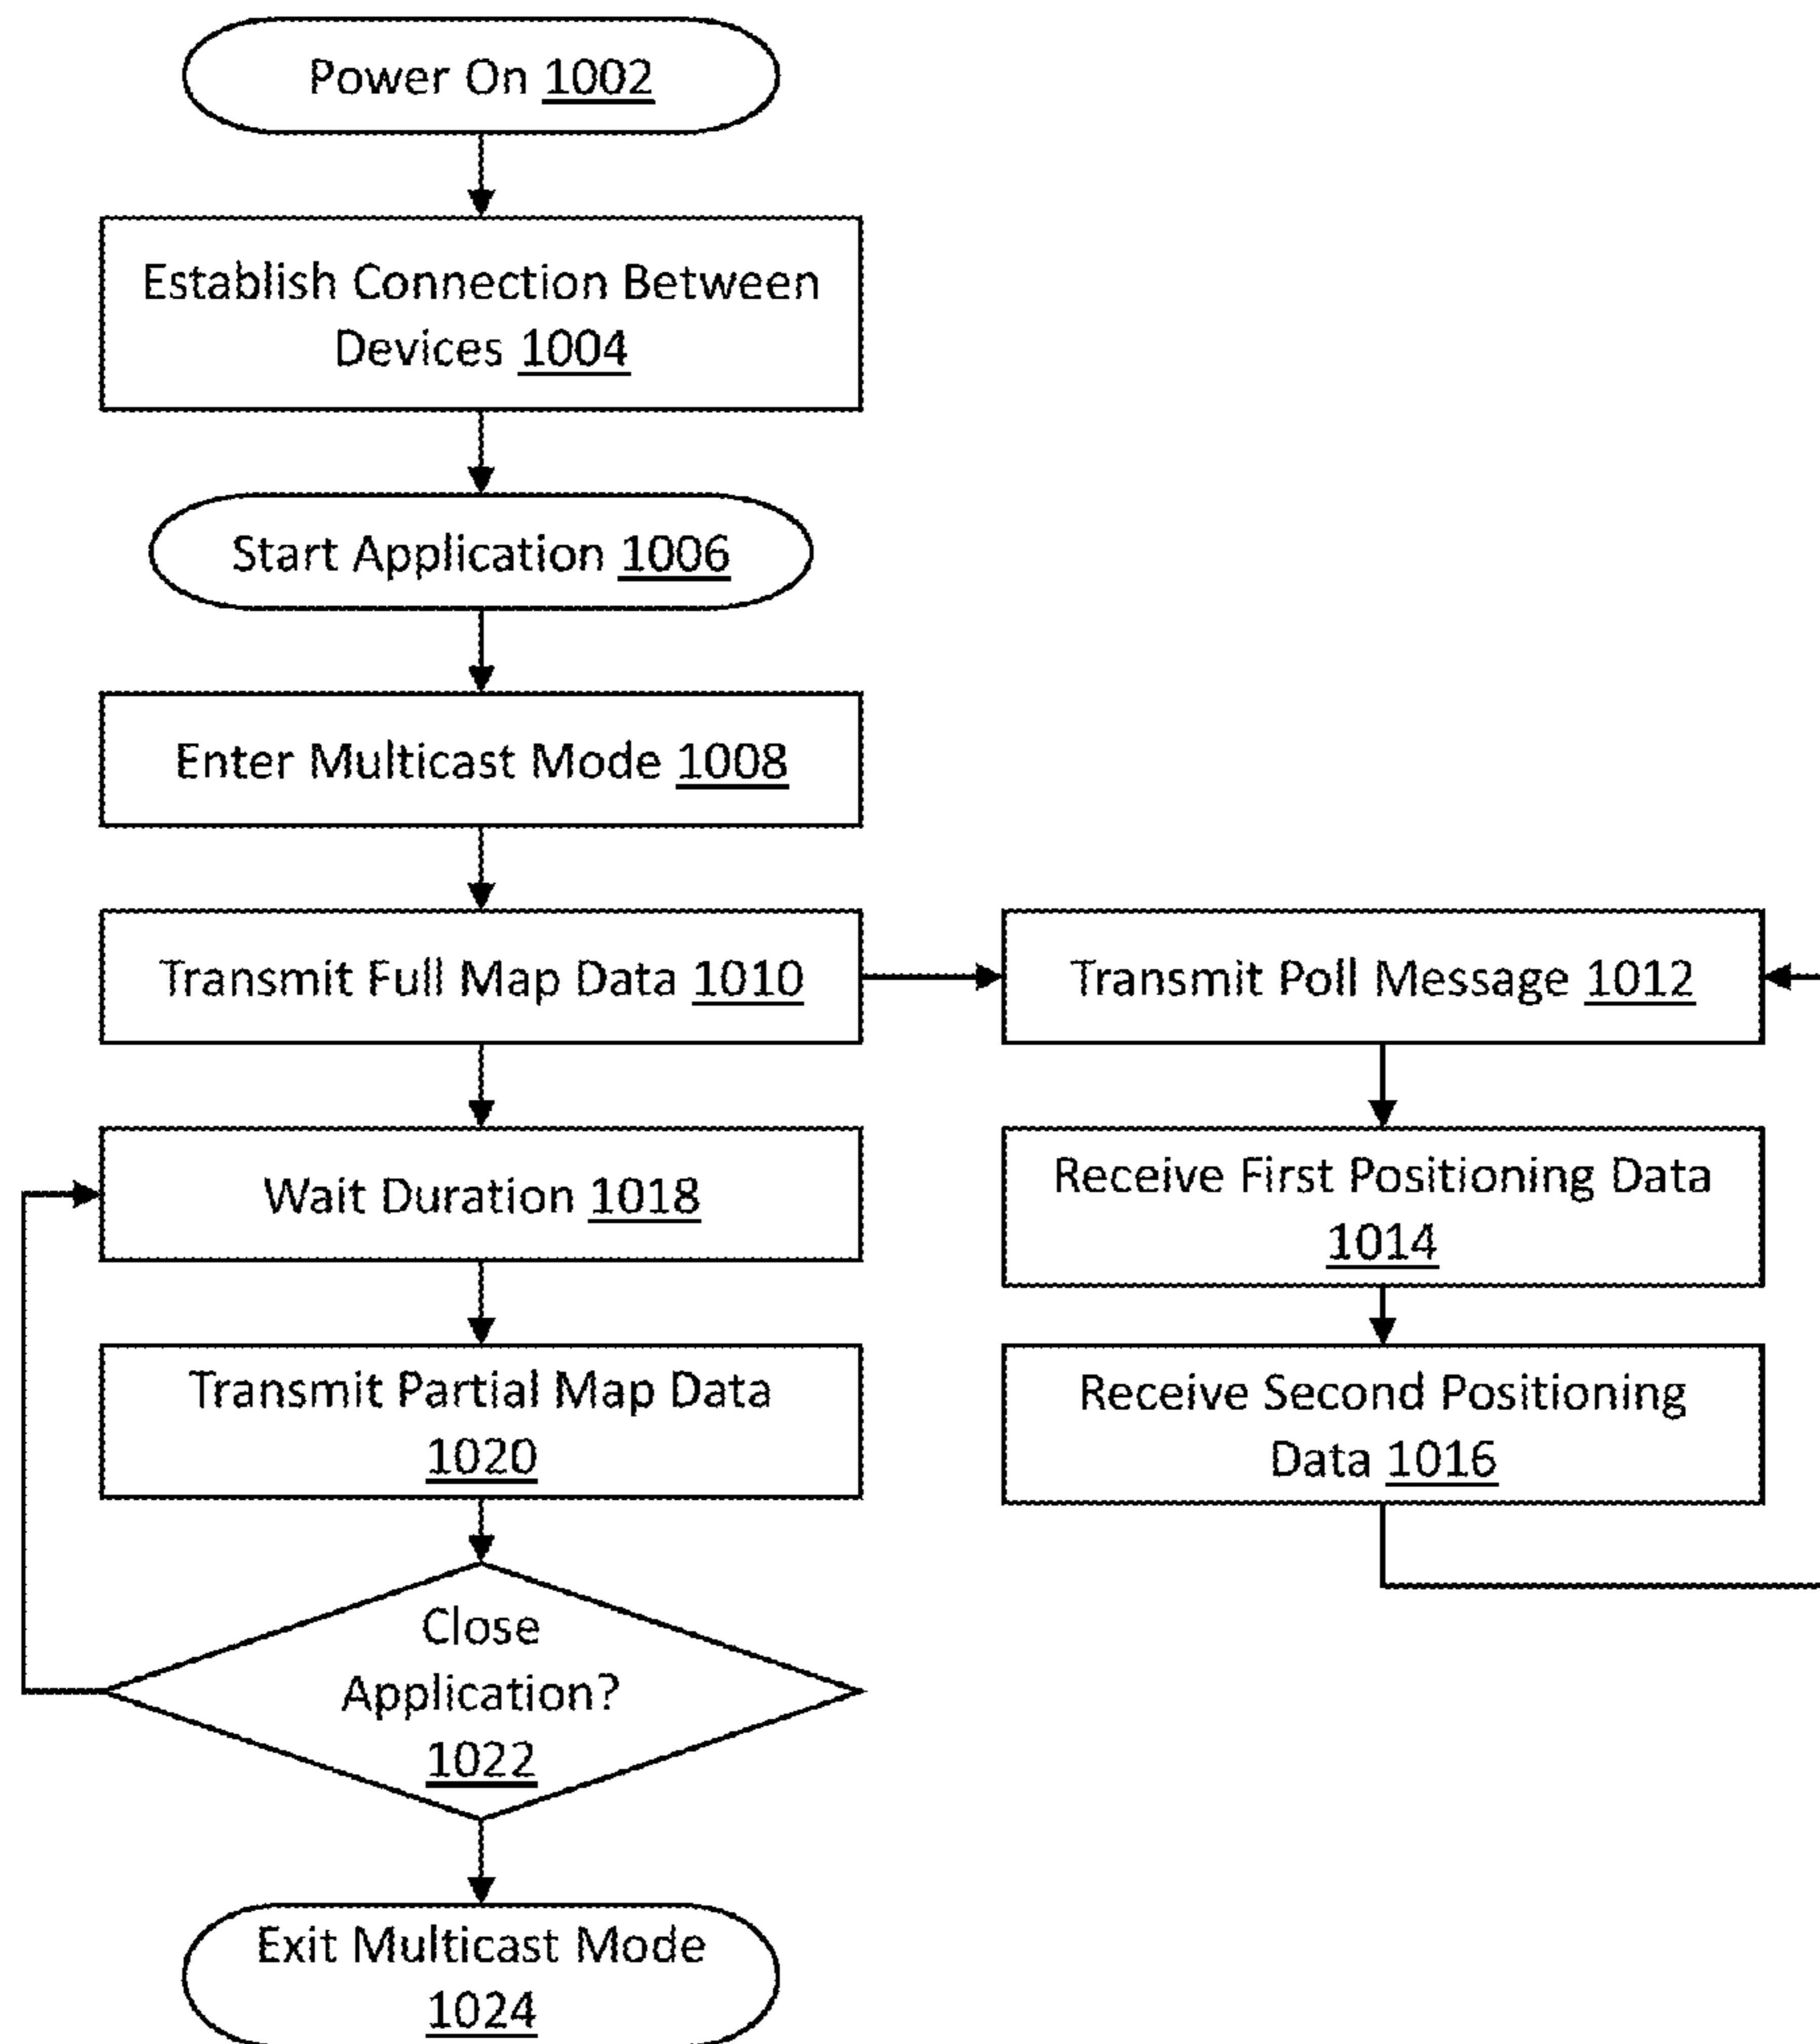 Power On 1002
Establish Connection Between
Devices 1004
Start Application 1006
Enter Multicast Mode 1008
Transmit Full Map Data 1010
Transmit Poll Message 1012
Wait Duration 1018
Receive First Positioning Data
1014
Transmit Partial Map Data
1020
Receive Second Positioning
Data 1016
Close
Application?
1022
Exit Multicast Mode
1024